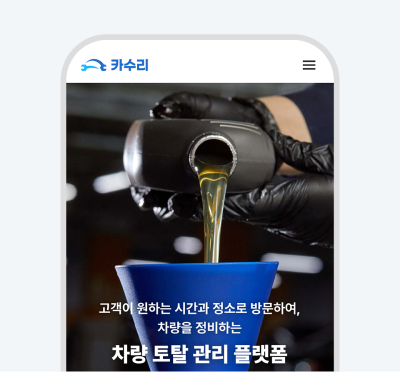 카수리
고객이 원하는 시간과 정소로 방문하여,
차량을 정비하는
차량 토탈 관리 플랫폼